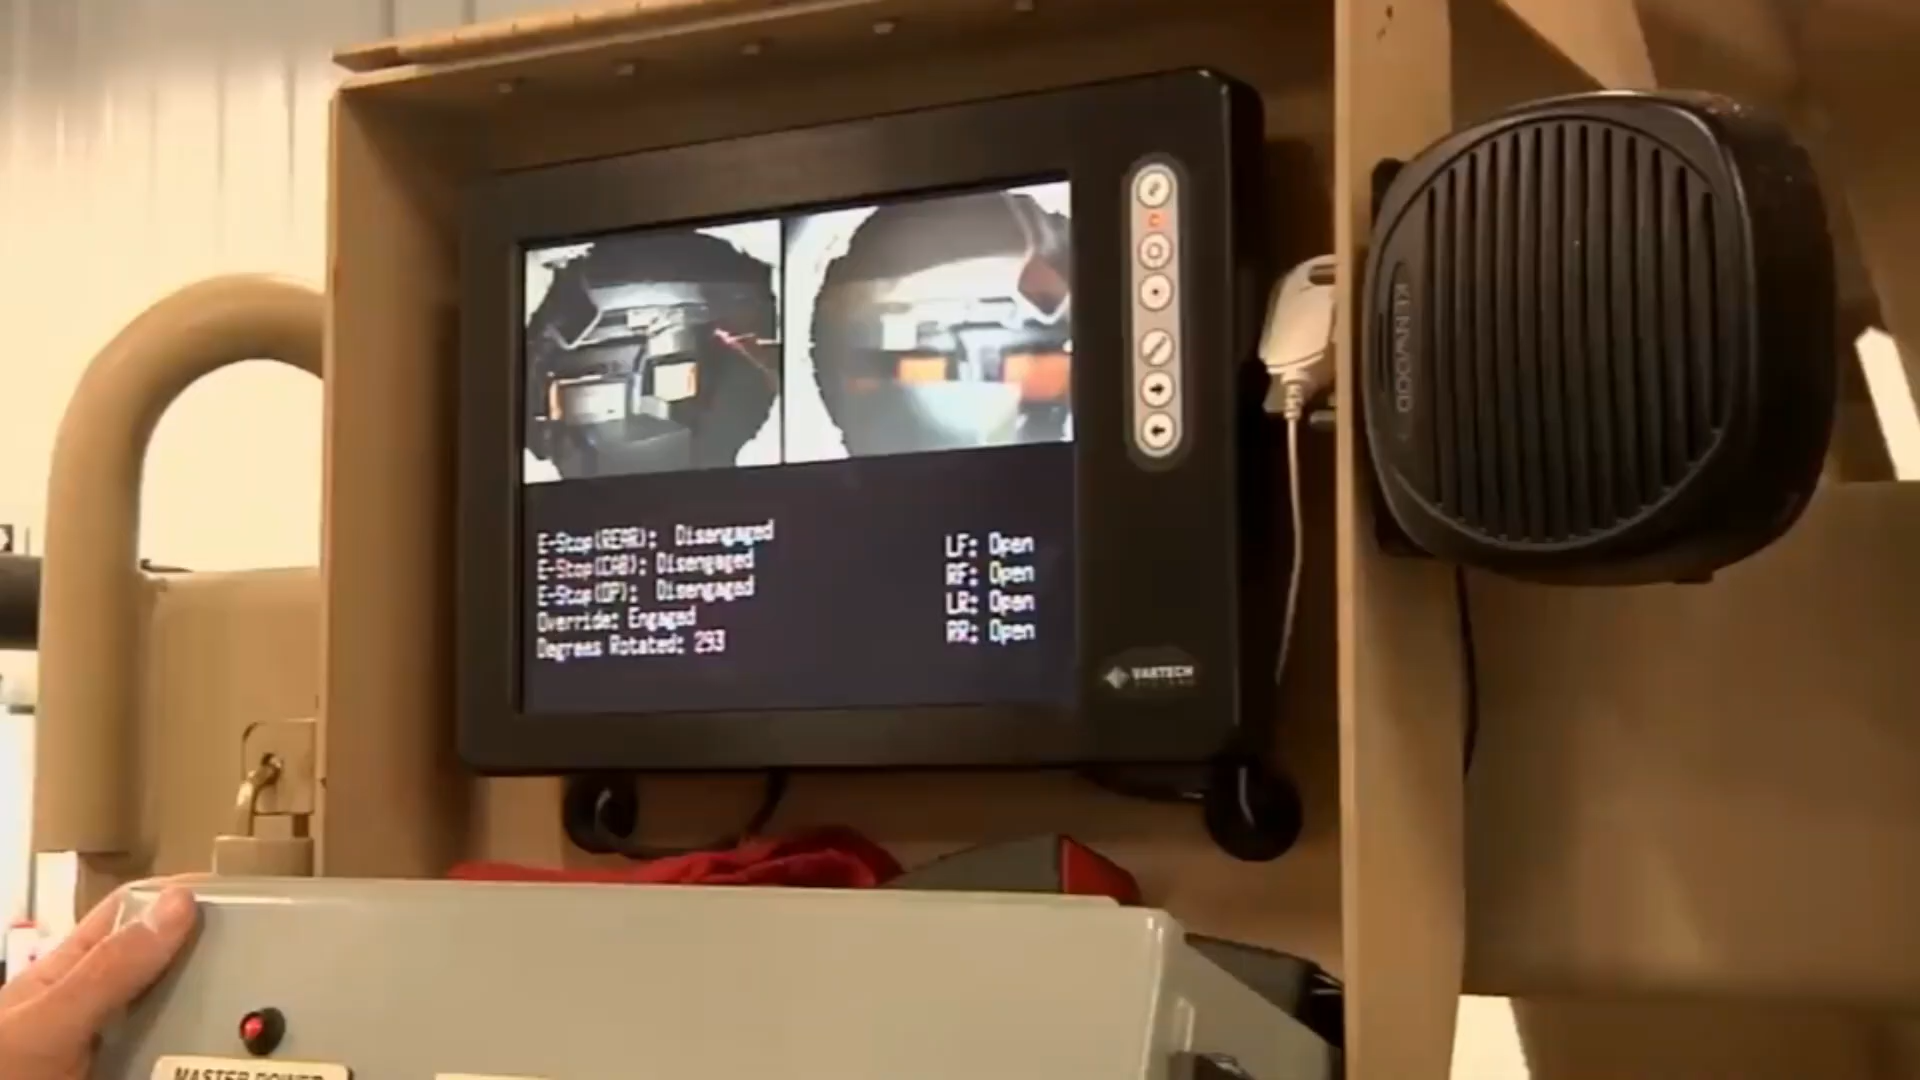 E-Stop(REAR): Disengaged
E-Stop(CAB): Disengaged
E-Stop(OP): Disengaged
Override: Engaged
Degrees Rotated: 293
LF: Open
RF: Open
LR: Open
RR: Open
VARTECH
SYSTEMS
KENWOOD
MASTER POWER